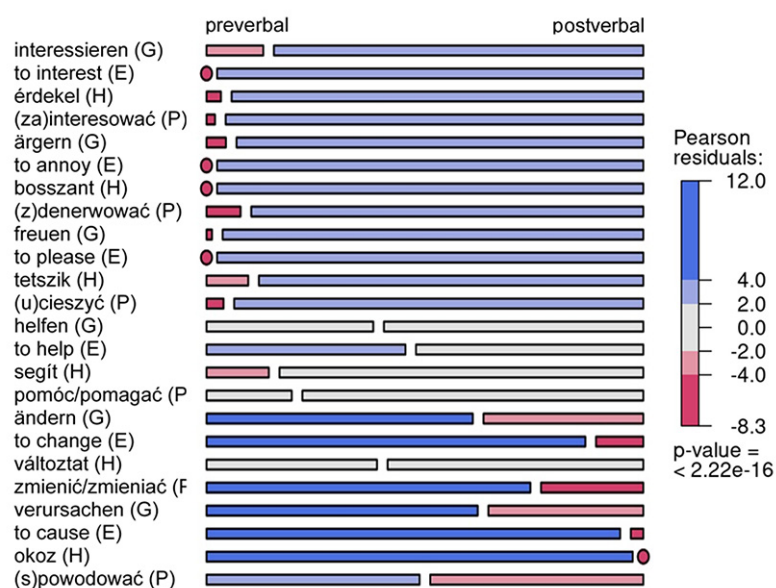 preverbal postverbal
interessieren (G)
to interest (E)
érdekel (H)
(za)interesować (P)
ärgern (G)
to annoy (E)
bosszant (H)
(z)denerwować (P)
freuen (G)
to please (E)
tetszik (H)
(u)cieszyć (P)
helfen (G)
to help (E)
segít (H)
pomóc/pomagać (P
ändern (G)
to change (E)
változtat (H)
zmienić/zmieniać (F
verursachen (G)
to cause (E)
okoz (H)
(s)powodować (P)
Pearson
residuals:
12.0
4.0
2.0
0.0
-2.0
-4.0
-8.3
p-value =
< 2.22e-16